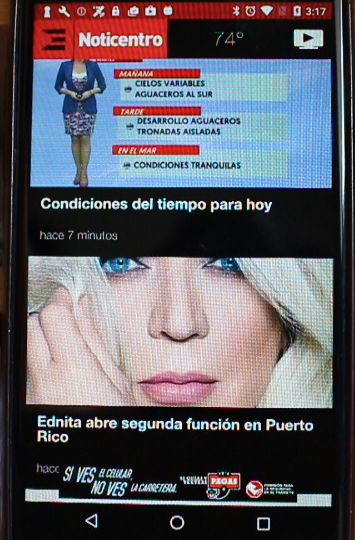 3:17
Noticentro
74°
MAÑANA
CIELOS VARIABLES
AGUACEROS AL SUR
TARDE
DESARROLLO AGUACEROS
TRONADAS AISLADAS
EN EL MAR
CONDICIONES TRANQUILAS
Condiciones del tiempo para hoy
hace 7 minutos
Ednita abre segunda función en Puerto
Rico
hace
SI VES EL CELULAR,
NO VES LA CARRETERA.
PAGAS